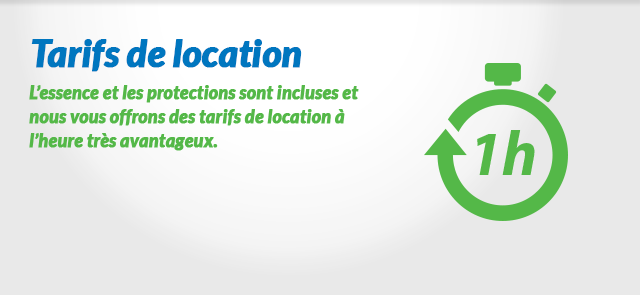 Tarifs de location
L’essence et les protections sont incluses et
nous vous offrons des tarifs de location à
l’heure très avantageux.
1h